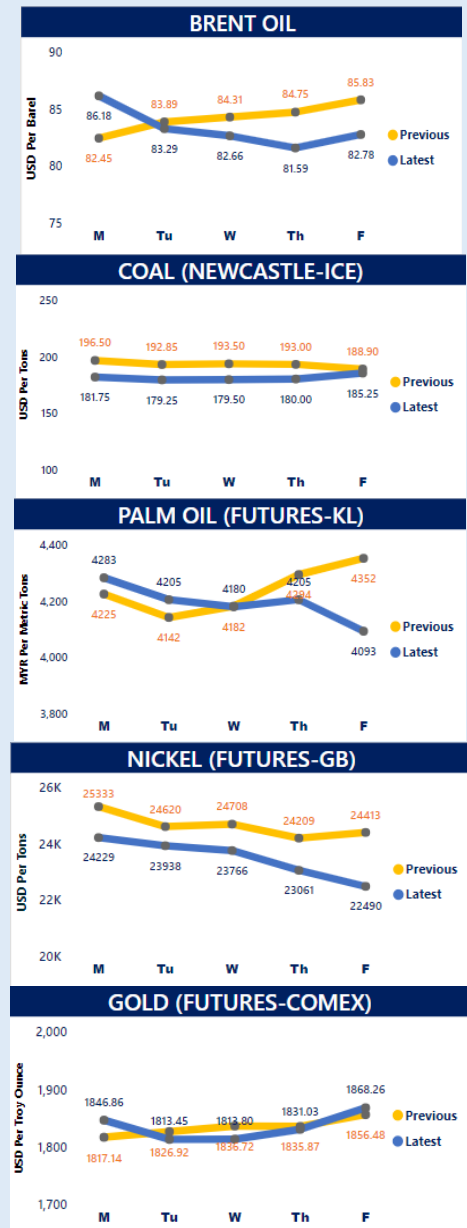 BRENT OIL
90
85
80
75
USD Per Barel
83.89 84.31 84.75 85.83
86.18
82.45
83.29 82.66 81.59 82.78
Previous
Latest
M Tu W Th F
COAL (NEWCASTLE-ICE)
250
200
150
100
USD Per Tons
196.50 192.85 193.50 193.00 188.90
181.75 179.25 179.50 180.00 185.25
Previous
Latest
M Tu W Th F
PALM OIL (FUTURES-KL)
4,400
4,200
4,000
3,800
MYR Per Metric Tons
4283 4205 4180 4205
4294 4352
4225 4142 4182
4093
Previous
Latest
M Tu W Th F
NICKEL (FUTURES-GB)
26K
24K
22K
20K
USD Per Tons
25333 24620 24708 24209 24413
24229 23938 23766 23061 22490
Previous
Latest
M Tu W Th F
GOLD (FUTURES-COMEX)
2,000
1,900
1,800
1,700
USD Per Troy Ounce
1846.86 1813.45 1813.80 1831.03 1868.26
1817.14 1826.92 1836.72 1835.87 1856.48
Previous
Latest
M Tu W Th F